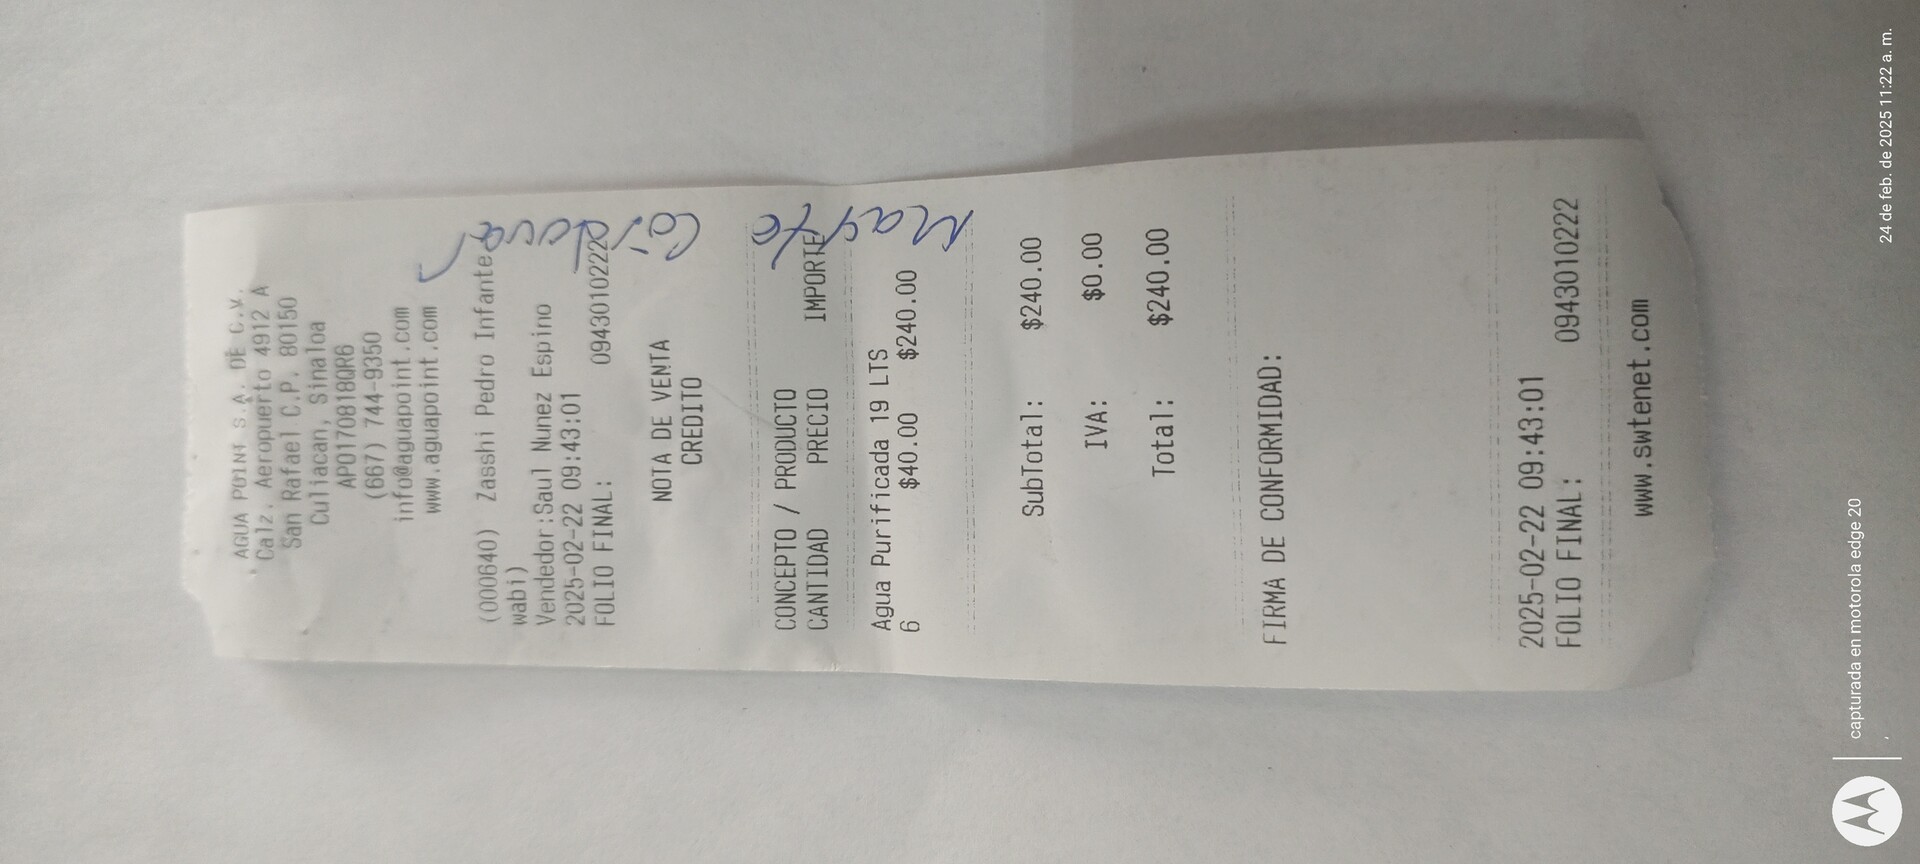 AGUA POINT S.A. DE C.V.
Calz. Aeropuerto 4912 A
San Rafael C.P. 80150
Culiacan, Sinaloa
APO170818QR6
(667) 744-9350
info@aguapoint.com
www.aguapoint.com
(000640) Zasshi Pedro Infante
wabi)
Vendedor:Saul Nunez Espino
2025-02-22 09:43:01
FOLIO FINAL: 0943010222
NOTA DE VENTA
CREDITO
CONCEPTO / PRODUCTO
CANTIDAD PRECIO IMPORTE
Agua Purificada 19 LTS
6 $40.00 $240.00
SubTotal: $240.00
IVA: $0.00
Total: $240.00
FIRMA DE CONFORMIDAD:
2025-02-22 09:43:01
FOLIO FINAL: 0943010222
www.swtenet.com
Córdova
capturada en motorola edge 20
24 de feb. de 2025 11:22 a. m.